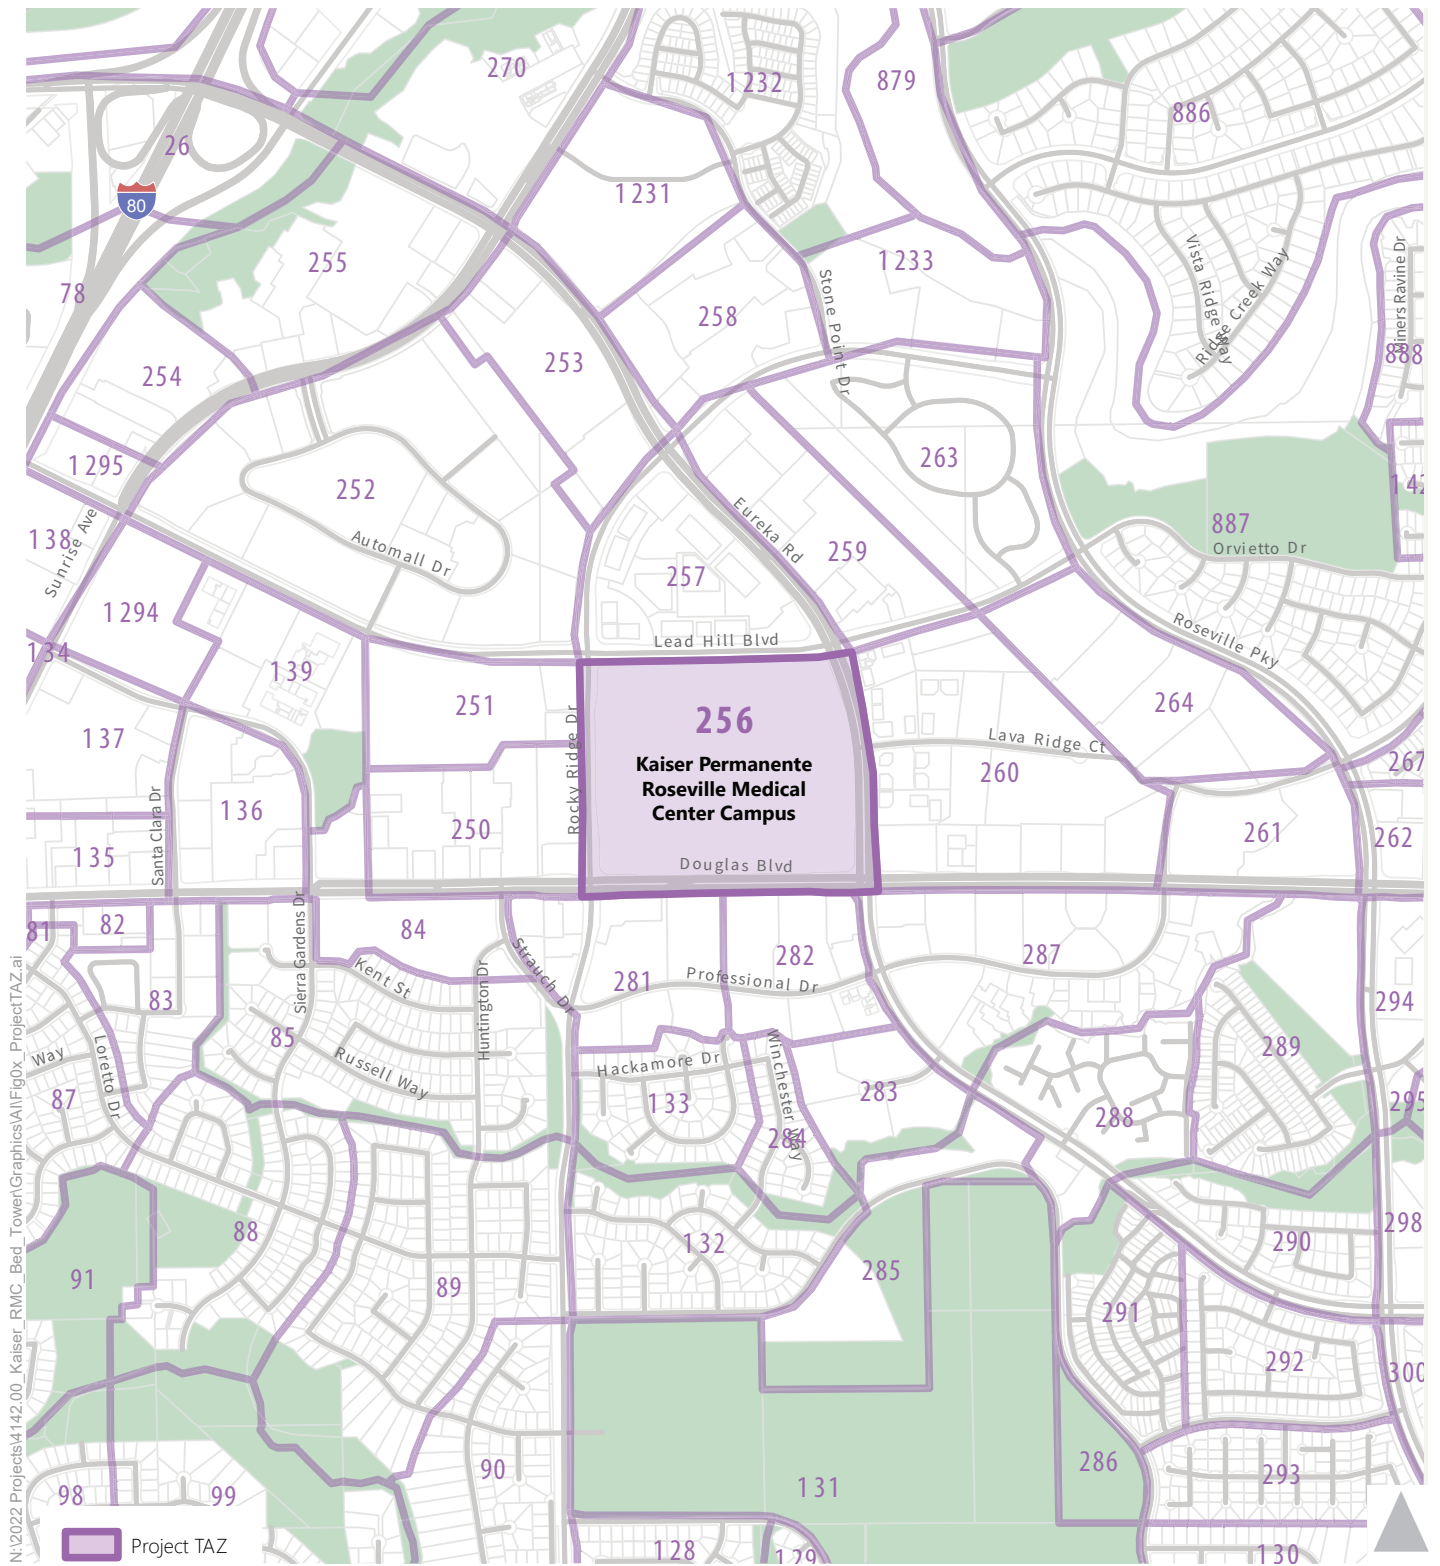 270
1232
879
886
26
80
1231
255
1233
78
Vista Ridge Way
Ridge Creek Way
Miners Ravine Dr
258
Stone Point Dr
253
888
254
263
1295
252
142
Eureka Rd
887
Orvietto Dr
138
Sunrise Ave
Automall Dr
259
257
1294
Lead Hill Blvd
Roseville Pky
134
139
251
256
264
Rocky Ridge Dr
137
Lava Ridge Ct
Kaiser Permanente
Roseville Medical
Center Campus
260
267
Santa Clara Dr
136
250
261
262
135
Douglas Blvd
81
82
84
Sierra Gardens Dr
Kent St
Huntington Dr
Strauch Dr
281
282
Professional Dr
287
83
294
85
Russell Way
Way
Loretto Dr
Hackamore Dr
Winchester Way
289
87
133
283
288
295
284
88
132
290
298
91
285
89
291
292
300
90
286
293
98
99
131
128
129
130
Project TAZ
N:\2022 Projects\4142.00_Kaiser_RMC_Bed_Tower\Graphics\AI\Fig0x_ProjectTAZ.ai